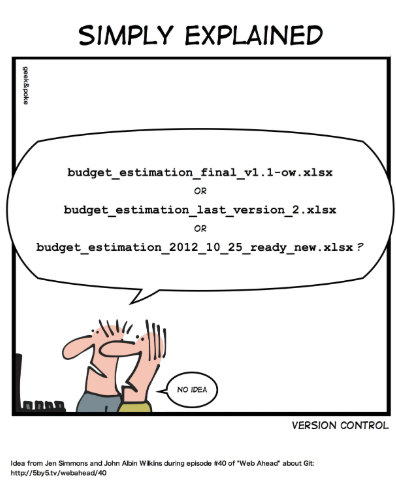 SIMPLY EXPLAINED
geek&poke
budget_estimation_final_v1.1-ow.xlsx
OR
budget_estimation_last_version_2.xlsx
OR
budget_estimation_2012_10_25_ready_new.xlsx?
NO IDEA
VERSION CONTROL
Idea from Jen Simmons and John Albin Wilkins during episode #40 of "Web Ahead" about Git:
http://5by5.tv/webahead/40